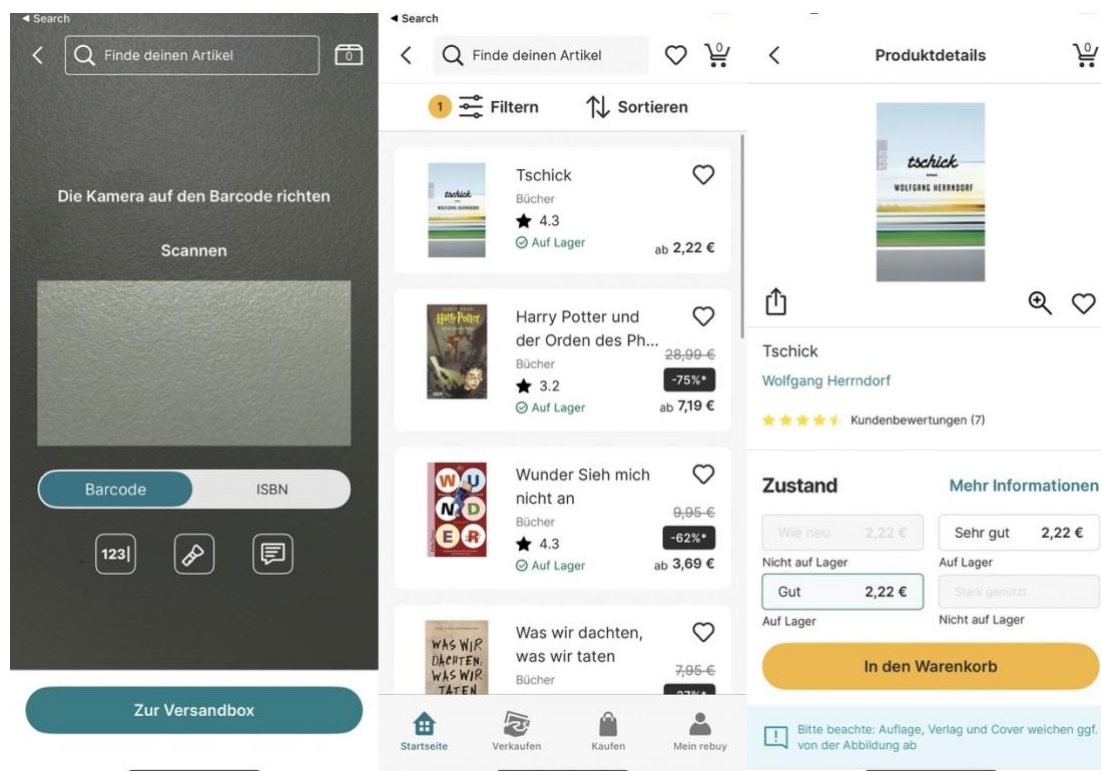 ◄ Search
Finde deinen Artikel
0
Die Kamera auf den Barcode richten
Scannen
Barcode
ISBN
123|
Zur Versandbox
◄ Search
Finde deinen Artikel
0
1
Filtern
Sortieren
tschick
WOLFGANG HERRNDORF
Tschick
Bücher
4.3
Auf Lager
ab 2,22 €
Harry Potter
Harry Potter und
der Orden des Ph...
28,99 €
Bücher
-75%*
3.2
Auf Lager
ab 7,19 €
WUNDER
Wunder Sieh mich
nicht an
9,95 €
Bücher
-62%*
4.3
Auf Lager
ab 3,69 €
WAS WIR
DACHTEN,
WAS WIR
TATEN
Was wir dachten,
was wir taten
7,95 €
Bücher
Startseite
Verkaufen
Kaufen
Mein rebuy
Produktdetails
0
tschick
WOLFGANG HERRNDORF
Tschick
Wolfgang Herrndorf
Kundenbewertungen (7)
Zustand
Mehr Informationen
Wie neu 2,22 €
Sehr gut 2,22 €
Nicht auf Lager
Auf Lager
Gut 2,22 €
Stark genutzt
Auf Lager
Nicht auf Lager
In den Warenkorb
Bitte beachte: Auflage, Verlag und Cover weichen ggf.
von der Abbildung ab